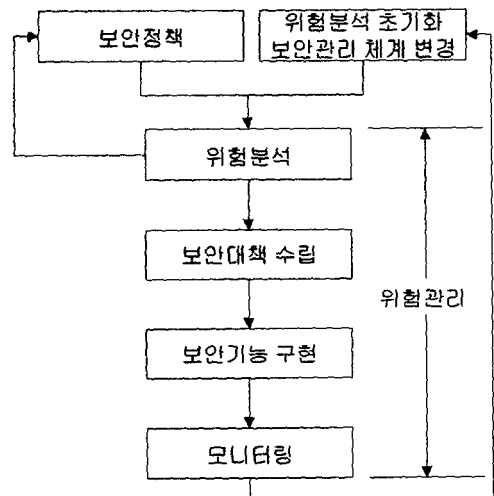 보안정책
위험분석 초기화
보안관리 체계 변경
위험분석
보안대책 수립
위험관리
보안기능 구현
모니터링